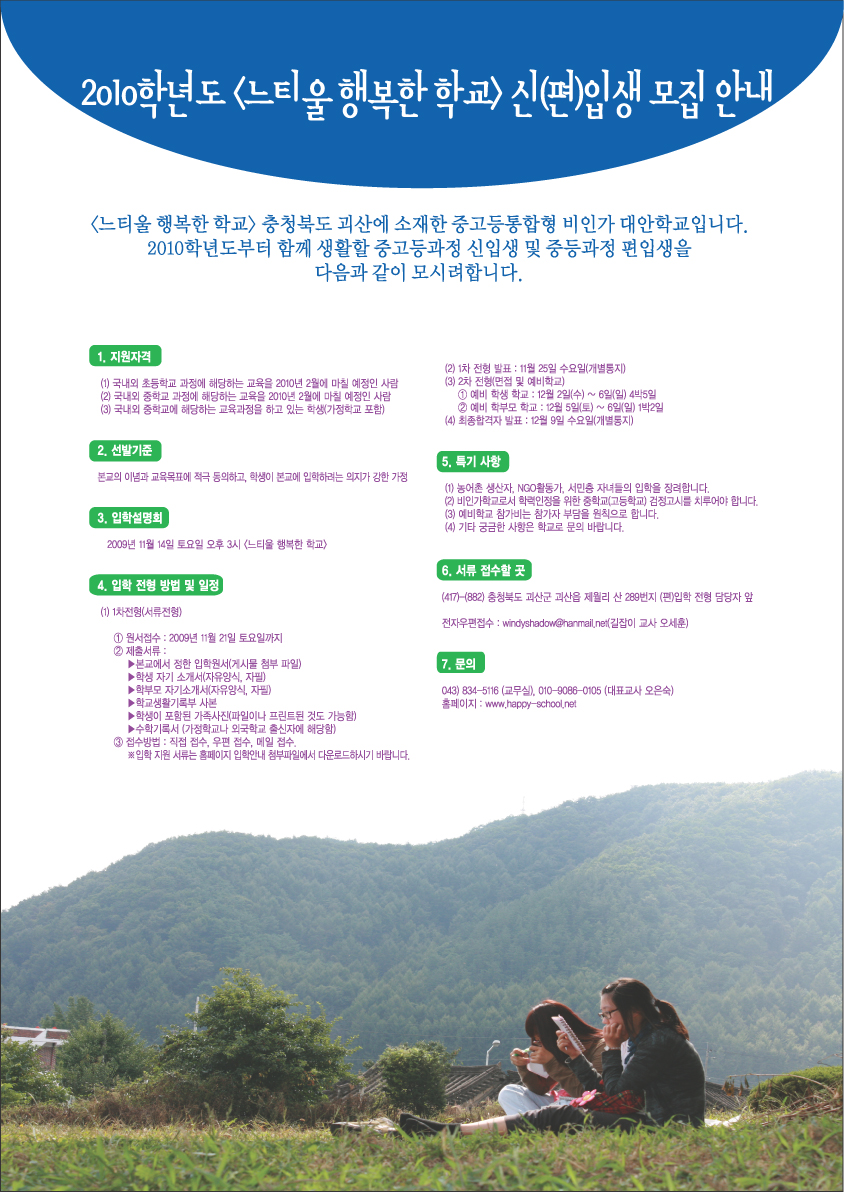 2010학년도 <느티울 행복한 학교> 신(편)입생 모집 안내
<느티울 행복한 학교> 충청북도 괴산에 소재한 중고등통합형 비인가 대안학교입니다.
2010학년도부터 함께 생활할 중고등과정 신입생 및 중등과정 편입생을
다음과 같이 모시려합니다.
1. 지원자격
(1) 국내외 초등학교 과정에 해당하는 교육을 2010년 2월에 마칠 예정인 사람
(2) 국내외 중학교 과정에 해당하는 교육을 2010년 2월에 마칠 예정인 사람
(3) 국내외 중학교에 해당하는 교육과정을 하고 있는 학생(가정학교 포함)
2. 선발기준
본교의 이념과 교육목표에 적극 동의하고, 학생이 본교에 입학하려는 의지가 강한 가정
3. 입학설명회
2009년 11월 14일 토요일 오후 3시 <느티울 행복한 학교>
4. 입학 전형 방법 및 일정
(1) 1차전형(서류전형)
① 원서접수 : 2009년 11월 21일 토요일까지
② 제출서류 :
▶본교에서 정한 입학원서(게시물 첨부 파일)
▶학생 자기 소개서(자유양식, 자필)
▶학부모 자기소개서(자유양식, 자필)
▶학교생활기록부 사본
▶학생이 포함된 가족사진(파일이나 프린트된 것도 가능함)
▶수학기록서 (가정학교나 외국학교 출신자에 해당함)
③ 접수방법 : 직접 접수, 우편 접수, 메일 접수.
※입학 지원 서류는 홈페이지 입학안내 첨부파일에서 다운로드하시기 바랍니다.
(2) 1차 전형 발표 : 11월 25일 수요일(개별통지)
(3) 2차 전형(면접 및 예비학교)
① 예비 학생 학교 : 12월 2일(수) ~ 6일(일) 4박5일
② 예비 학부모 학교 : 12월 5일(토) ~ 6일(일) 1박2일
(4) 최종합격자 발표 : 12월 9일 수요일(개별통지)
5. 특기 사항
(1) 농어촌 생산자, NGO활동가, 서민층 자녀들의 입학을 장려합니다.
(2) 비인가학교로서 학력인정을 위한 중학교(고등학교) 검정고시를 치루어야 합니다.
(3) 예비학교 참가비는 참가자 부담을 원칙으로 합니다.
(4) 기타 궁금한 사항은 학교로 문의 바랍니다.
6. 서류 접수할 곳
(417)-(882) 충청북도 괴산군 괴산읍 제월리 산 289번지 (편)입학 전형 담당자 앞
전자우편접수 : windyshadow@hanmail.net(길잡이 교사 오세훈)
7. 문의
043) 834-5116 (교무실), 010-9086-0105 (대표교사 오은숙)
홈페이지 : www.happy-school.net